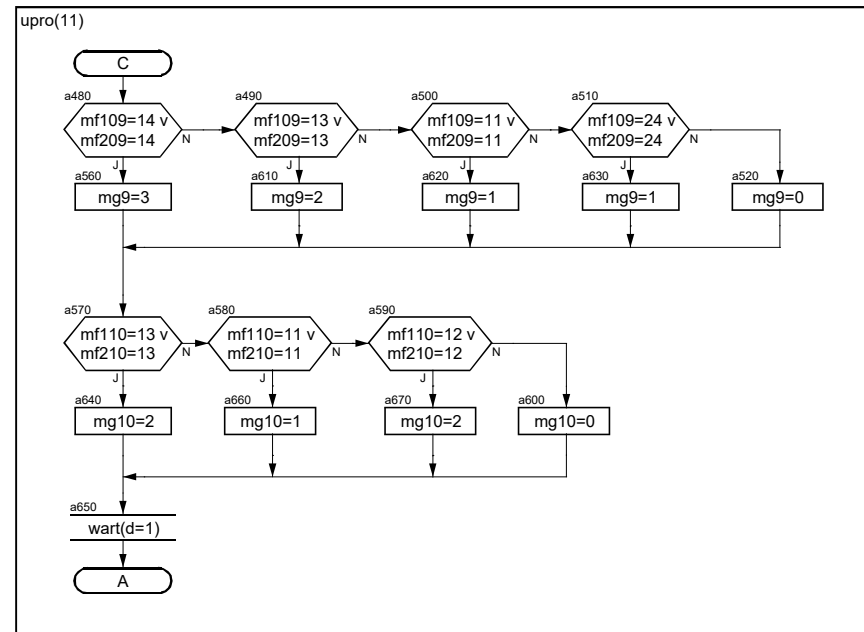 upro(11)
C
a480
mf109=14 v
mf209=14
N
J
a490
mf109=13 v
mf209=13
N
J
a500
mf109=11 v
mf209=11
N
J
a510
mf109=24 v
mf209=24
N
J
a560
mg9=3
a610
mg9=2
a620
mg9=1
a630
mg9=1
a520
mg9=0
a570
mf110=13 v
mf210=13
N
J
a580
mf110=11 v
mf210=11
N
J
a590
mf110=12 v
mf210=12
N
J
a640
mg10=2
a660
mg10=1
a670
mg10=2
a600
mg10=0
a650
wart(d=1)
A